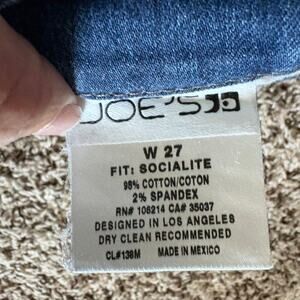 JOE'S
W 27
FIT: SOCIALITE
98% COTTON/COTON
2% SPANDEX
RN# 106214 CA# 35037
DESIGNED IN LOS ANGELES
DRY CLEAN RECOMMENDED
CL#138M MADE IN MEXICO